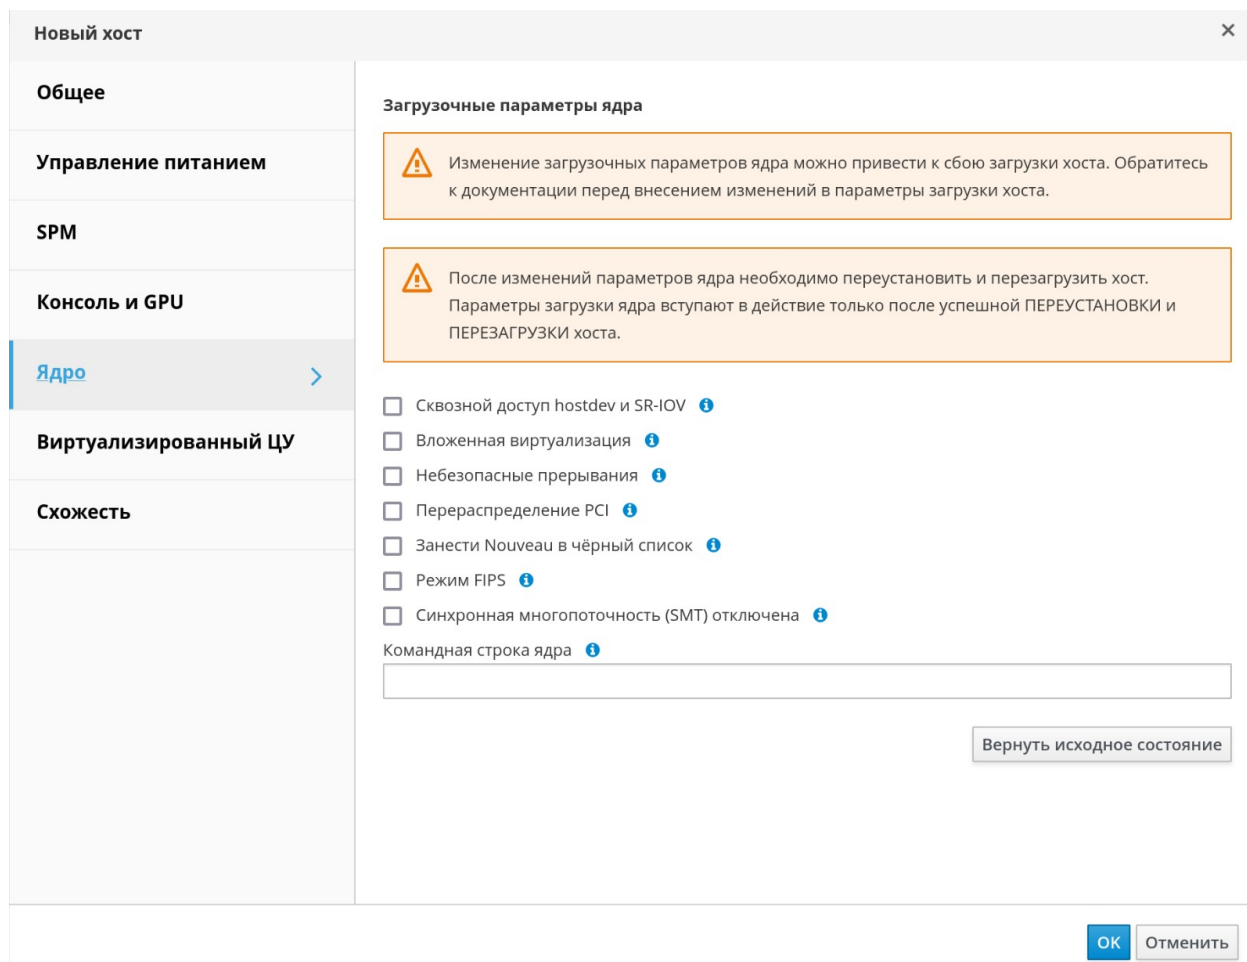 Новый хост
Общее
Управление питанием
SPM
Консоль и GPU
Ядро
Виртуализированный ЦУ
Схожесть
Загрузочные параметры ядра
Изменение загрузочных параметров ядра можно привести к сбою загрузки хоста. Обратитесь
к документации перед внесением изменений в параметры загрузки хоста.
После изменений параметров ядра необходимо переустановить и перезагрузить хост.
Параметры загрузки ядра вступают в действие только после успешной ПЕРЕУСТАНОВКИ и
ПЕРЕЗАГРУЗКИ хоста.
Сквозной доступ hostdev и SR-IOV
Вложенная виртуализация
Небезопасные прерывания
Перераспределение PCI
Занести Nouveau в чёрный список
Режим FIPS
Синхронная многопоточность (SMT) отключена
Командная строка ядра
Вернуть исходное состояние
OK
Отменить